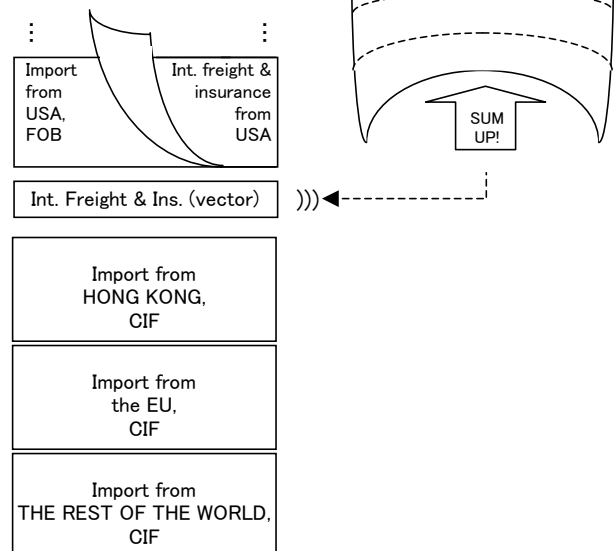 ⋮ ⋮
Import
from
USA,
FOB
Int. freight &
insurance
from
USA
SUM
UP!
Int. Freight & Ins. (vector)
)))
Import from
HONG KONG,
CIF
Import from
the EU,
CIF
Import from
THE REST OF THE WORLD,
CIF